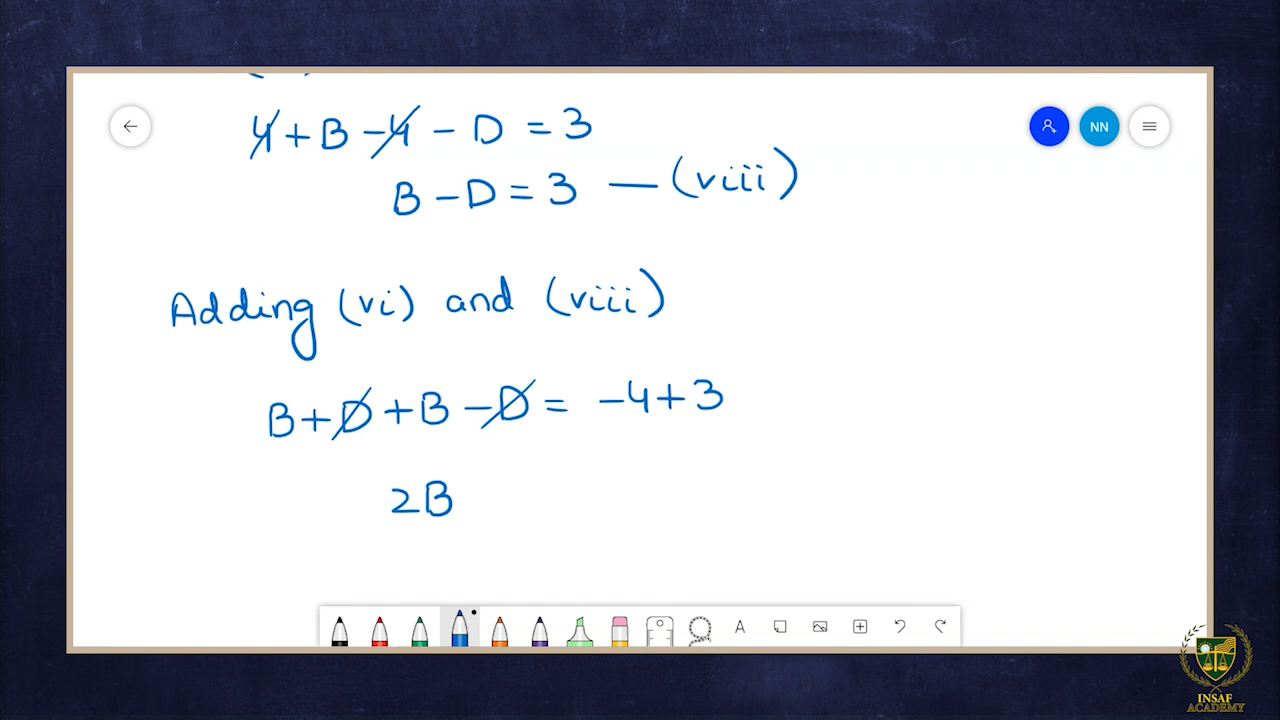 4+B-4-D=3
B-D=3 —(viii)
NN
Adding (vi) and (viii)
B+D+B-D= -4+3
2B
A
INSAF
ACADEMY